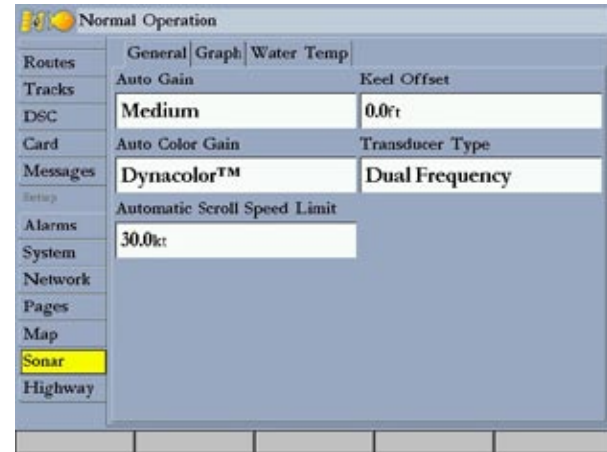 Normal Operation
Routes
Tracks
DSC
Card
Messages
Setup
Alarms
System
Network
Pages
Map
Sonar
Highway
General Graph Water Temp
Auto Gain Keel Offset
Medium 0.0ft
Auto Color Gain Transducer Type
Dynacolor™ Dual Frequency
Automatic Scroll Speed Limit
30.0kt